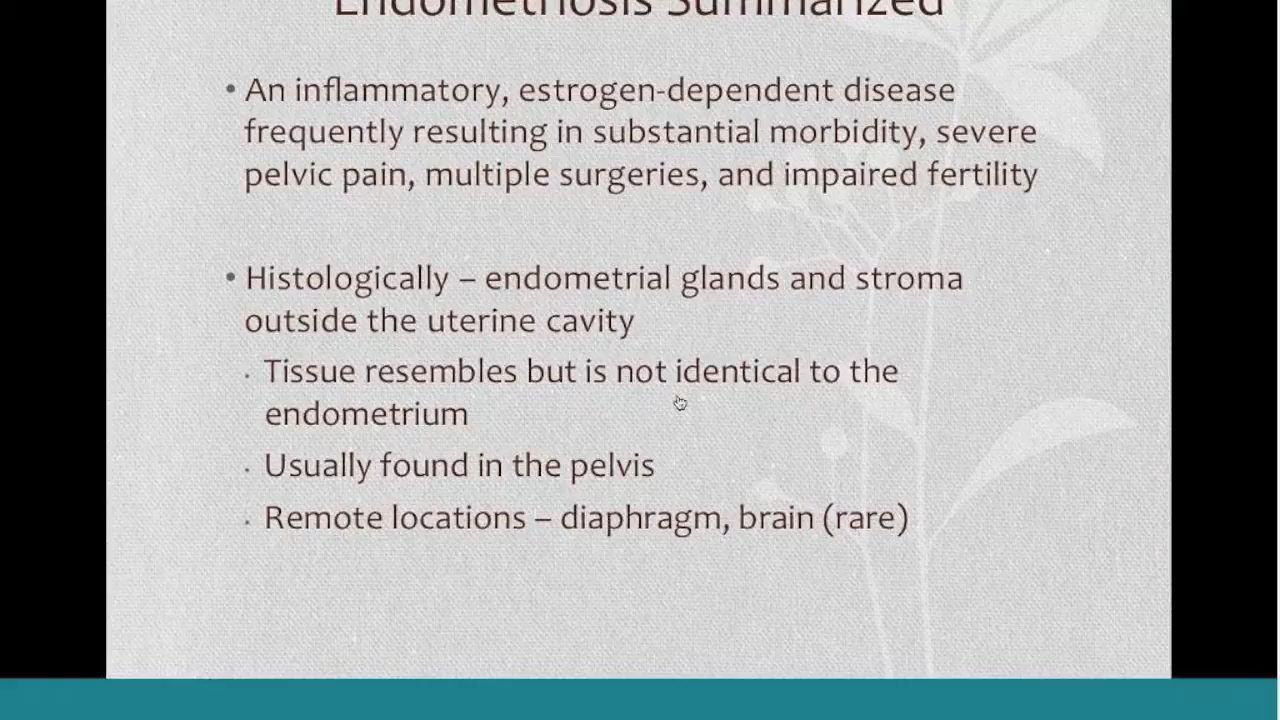 Endometriosis Summarized
• An inflammatory, estrogen-dependent disease
frequently resulting in substantial morbidity, severe
pelvic pain, multiple surgeries, and impaired fertility
• Histologically – endometrial glands and stroma
outside the uterine cavity
· Tissue resembles but is not identical to the
endometrium
· Usually found in the pelvis
· Remote locations – diaphragm, brain (rare)